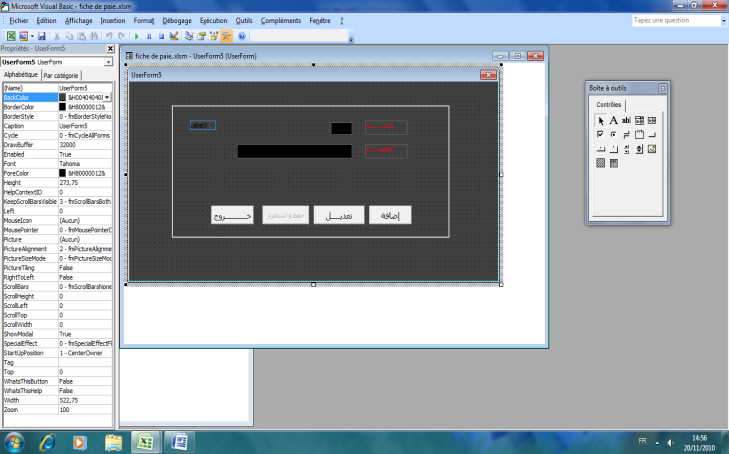 Microsoft Visual Basic - fiche de paie..xlsm
Fichier Edition Affichage Insertion Format Débogage Exécution Outils Compléments Fenêtre ?
Tapez une question
Propriétés - UserForm5
UserForm5 UserForm
Alphabétique Par catégorie
(Name) UserForm5
BackColor &H00404040&
BorderColor &H80000012&
BorderStyle 0 - fmBorderStyleNo
Caption UserForm5
Cycle 0 - fmCycleAllForms
DrawBuffer 32000
Enabled True
Font Tahoma
ForeColor &H80000012&
Height 273,75
HelpContextID 0
KeepScrollBarsVisible 3 - fmScrollBarsBoth
Left 0
MouseIcon (Aucun)
MousePointer 0 - fmMousePointerD
Picture (Aucun)
PictureAlignment 2 - fmPictureAlignme
PictureSizeMode 0 - fmPictureSizeMod
PictureTiling False
RightToLeft False
ScrollBars 0 - fmScrollBarsNone
ScrollHeight 0
ScrollLeft 0
ScrollTop 0
ScrollWidth 0
ShowModal True
SpecialEffect 0 - fmSpecialEffectFl
StartUpPosition 1 - CenterOwner
Tag
Top 0
WhatsThisButton False
WhatsThisHelp False
Width 522,75
Zoom 100
fiche de paie..xlsm - UserForm5 (UserForm)
UserForm5
خـــــروج
حفظ و استمرار
تعديـــل
إضافة
Boîte à outils
Contrôles
FR
14:56
20/11/2010